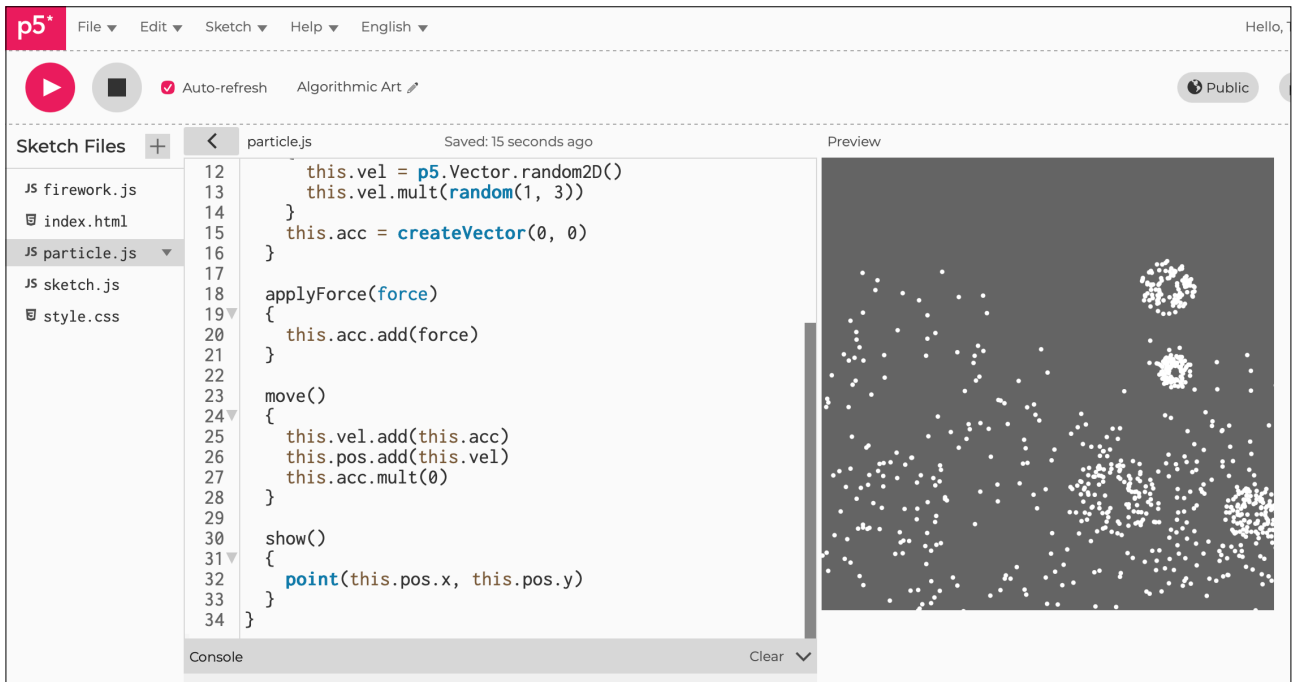 p5* File Edit Sketch Help English Hello,
Auto-refresh Algorithmic Art Public
Sketch Files + particle.js Saved: 15 seconds ago Preview
JS firework.js
index.html
JS particle.js
JS sketch.js
style.css
12 this.vel = p5.Vector.random2D()
13 this.vel.mult(random(1, 3))
14 }
15 this.acc = createVector(0, 0)
16 }
17
18 applyForce(force)
19 {
20 this.acc.add(force)
21 }
22
23 move()
24 {
25 this.vel.add(this.acc)
26 this.pos.add(this.vel)
27 this.acc.mult(0)
28 }
29
30 show()
31 {
32 point(this.pos.x, this.pos.y)
33 }
34 }
Console Clear